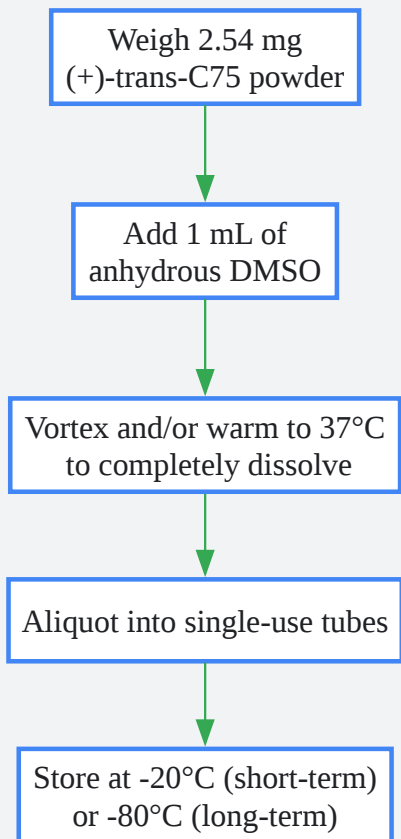 Weigh 2.54 mg
(+)-trans-C75 powder
Add 1 mL of
anhydrous DMSO
Vortex and/or warm to 37°C
to completely dissolve
Aliquot into single-use tubes
Store at -20°C (short-term)
or -80°C (long-term)